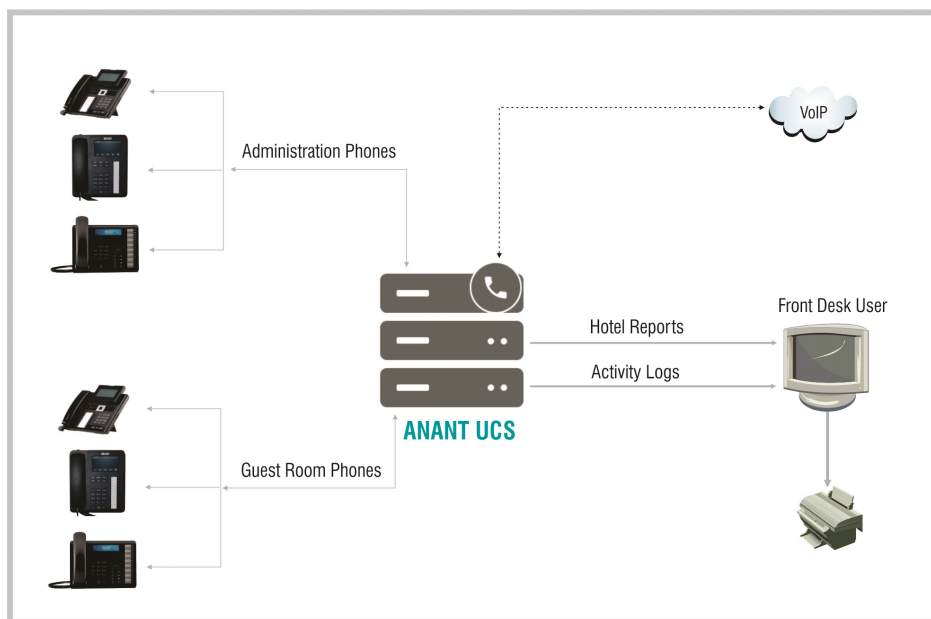 VoIP
Administration Phones
Front Desk User
Hotel Reports
Activity Logs
ANANT UCS
Guest Room Phones